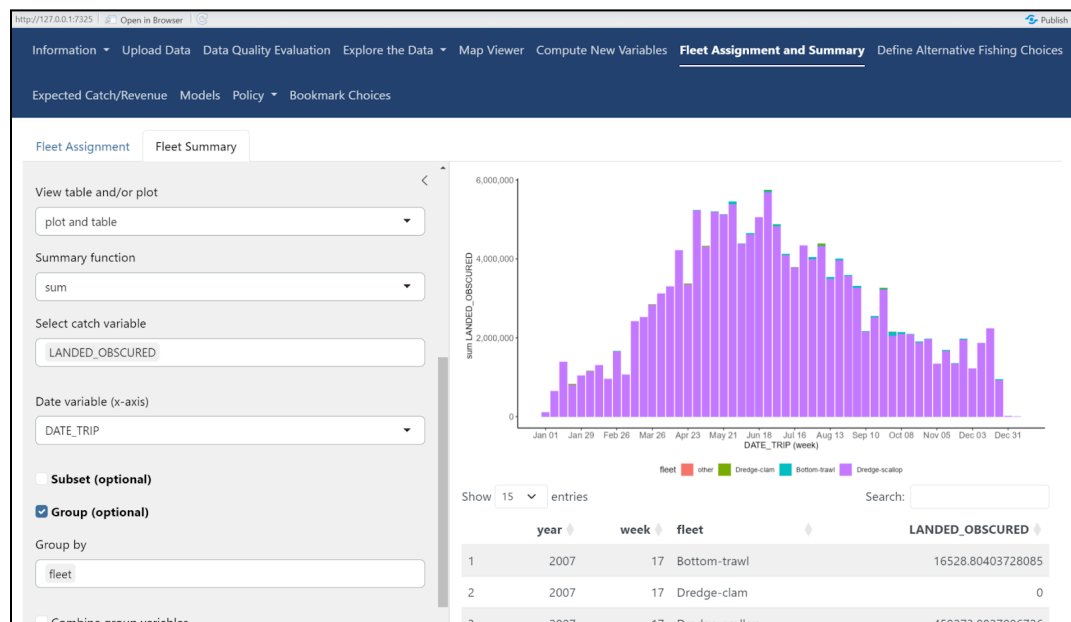 http://127.0.0.1:7325 Open in Browser Publish
Information Upload Data Data Quality Evaluation Explore the Data Map Viewer Compute New Variables Fleet Assignment and Summary Define Alternative Fishing Choices
Expected Catch/Revenue Models Policy Bookmark Choices
Fleet Assignment Fleet Summary
View table and/or plot
plot and table
Summary function
sum
Select catch variable
LANDED_OBSCURED
Date variable (x-axis)
DATE_TRIP
Subset (optional)
Group (optional)
Group by
fleet
Combine group variables
6,000,000
4,000,000
2,000,000
0
sum LANDED_OBSCURED
Jan 01 Jan 29 Feb 26 Mar 26 Apr 23 May 21 Jun 18 Jul 16 Aug 13 Sep 10 Oct 08 Nov 05 Dec 03 Dec 31
DATE_TRIP (week)
fleet other Dredge-clam Bottom-trawl Dredge-scallop
Show 15 entries Search:
year week fleet LANDED_OBSCURED
1 2007 17 Bottom-trawl 16528.80403728085
2 2007 17 Dredge-clam 0
3 2007 17